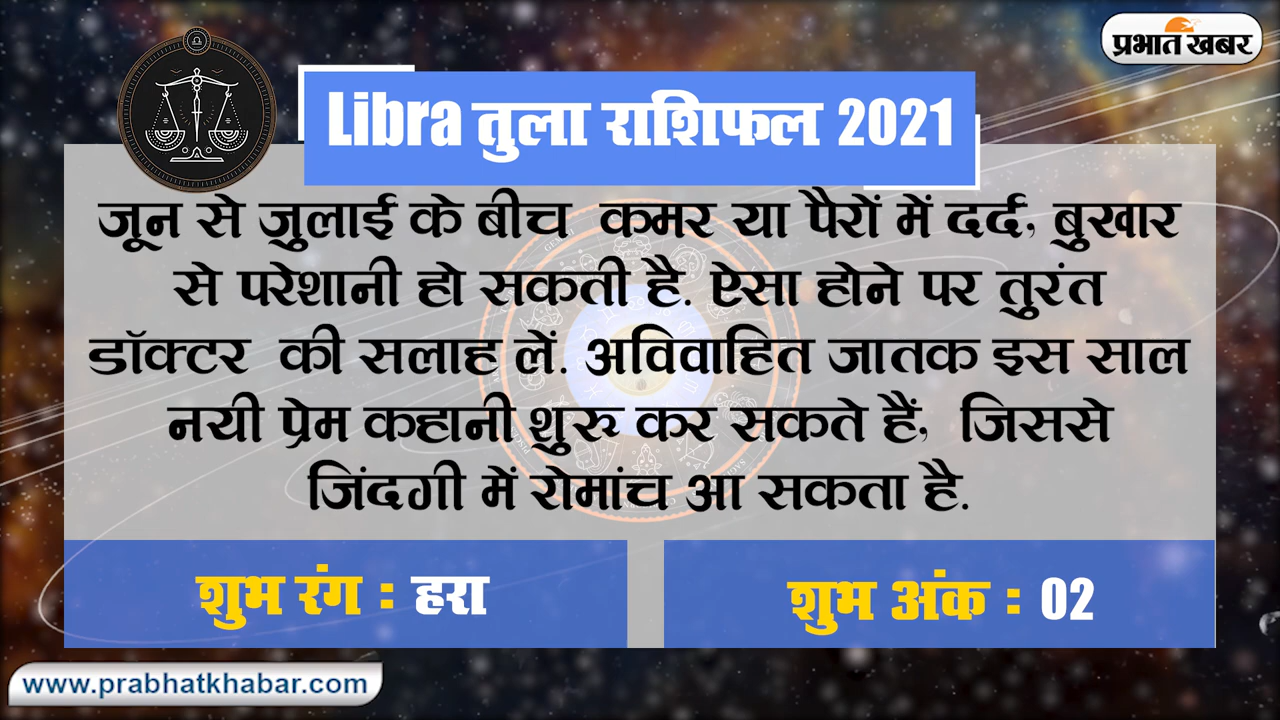 प्रभात खबर
Libra तुला राशिफल 2021
जून से जुलाई के बीच कमर या पैरों में दर्द, बुखार
से परेशानी हो सकती है. ऐसा होने पर तुरंत
डॉक्टर की सलाह लें. अविवाहित जातक इस साल
नयी प्रेम कहानी शुरू कर सकते हैं, जिससे
जिंदगी में रोमांच आ सकता है.
शुभ रंग : हरा
शुभ अंक : 02
www.prabhatkhabar.com